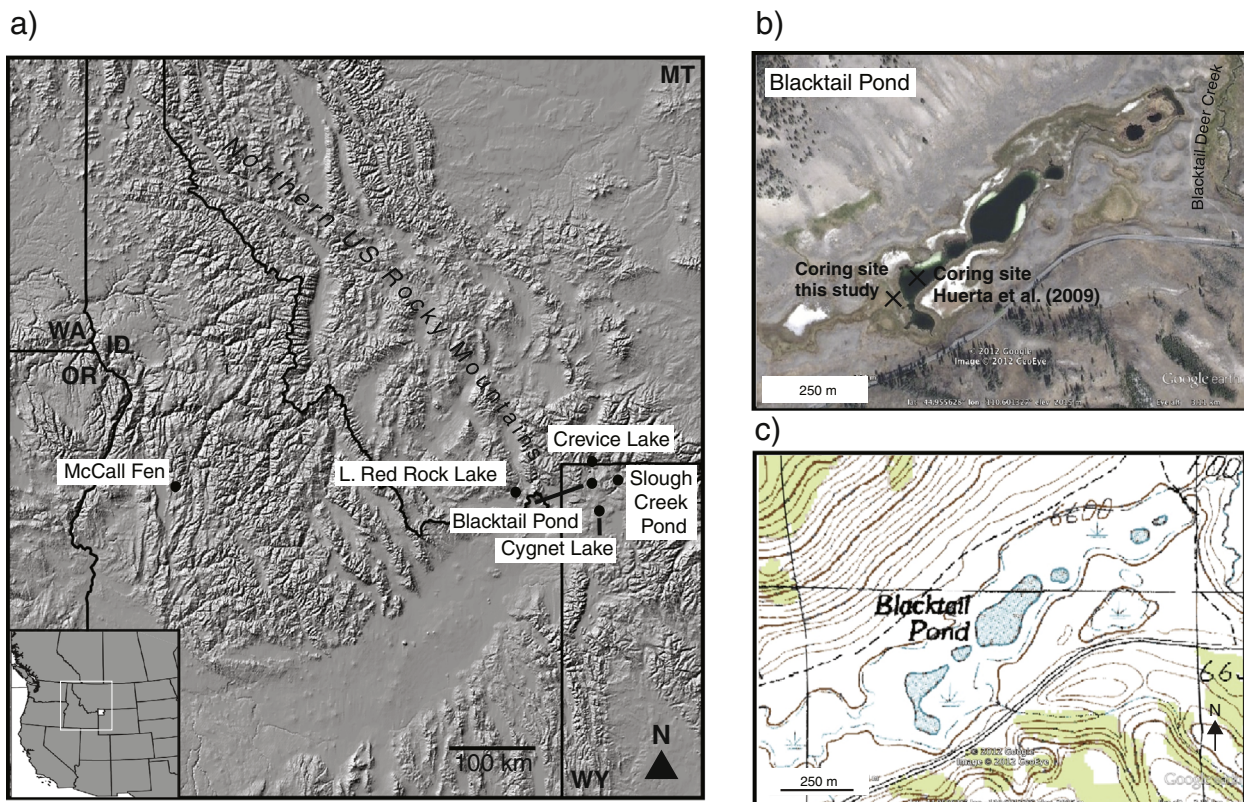 a)
MT
Northern US Rocky Mountains
WA
ID
OR
McCall Fen
L. Red Rock Lake
Crevice Lake
Slough
Creek
Pond
Blacktail Pond
Cygnet Lake
100 km
N
WY
b)
Blacktail Pond
Blacktail Deer Creek
Coring site
this study
Coring site
Huerta et al. (2009)
© 2012 Google
Image © 2012 GeoEye
Google earth
250 m
c)
6600
Blacktail
Pond
N
© 2012 Google
Image © 2012 GeoEye
250 m